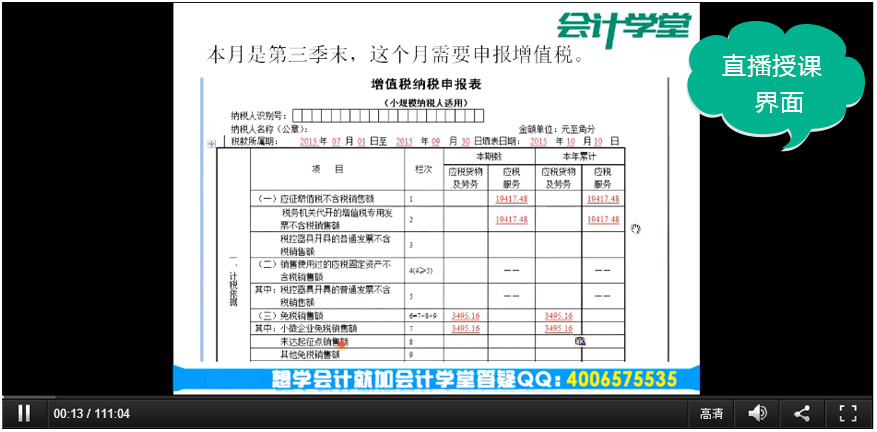 会计学堂
直播授课
界面
本月是第三季末，这个月需要申报增值税。
增值税纳税申报表
（小规模纳税人适用）
纳税人识别号：
纳税人名称（公章）： 金额单位：元至角分
税款所属期： 2015 年 07 月 01 日至 2015 年 09 月 30 日填表日期： 2015 年 10 月 10 日
项 目 栏次 本期数 本年累计
应税货物及劳务 应税服务 应税货物及劳务 应税服务
一、计税依据
（一）应征增值税不含税销售额 1 19417.48 19417.48
税务机关代开的增值税专用发
票不含税销售额 2 19417.48 19417.48
税控器具开具的普通发票不含
税销售额 3
（二）销售使用过的应税固定资产不
含税销售额 4(4≥5) —— ——
其中：税控器具开具的普通发票不含
税销售额 5 —— ——
（三）免税销售额 6=7+8+9 3495.16 3495.16
其中：小微企业免税销售额 7 3495.16 3495.16
未达起征点销售额 8
其他免税销售额 9
想学会计就加会计学堂答疑QQ：4006575535
00:13 / 111:04 高清